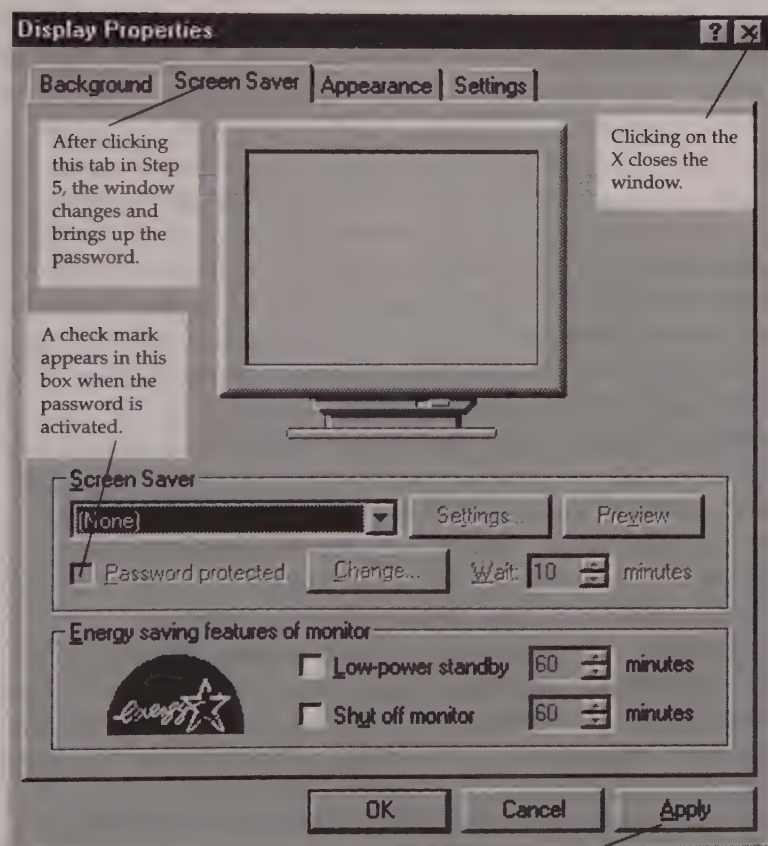 Display Properties
? X
Background Screen Saver Appearance Settings
After clicking
this tab in Step
5, the window
changes and
brings up the
password.
Clicking on the
X closes the
window.
A check mark
appears in this
box when the
password is
activated.
Screen Saver
(None) Settings... Preview
Password protected Change... Wait: 10 minutes
Energy saving features of monitor
energy Low-power standby 60 minutes
Shut off monitor 60 minutes
OK Cancel Apply